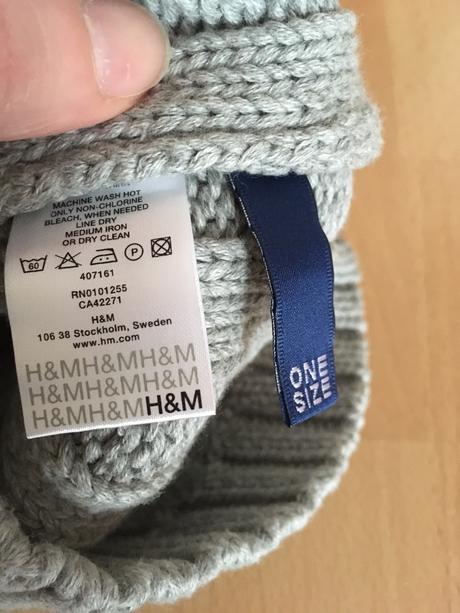 MACHINE WASH HOT
ONLY NON-CHLORINE
BLEACH, WHEN NEEDED
LINE DRY
MEDIUM IRON
OR DRY CLEAN
60 P
407161
RN0101255
CA42271
H&M
106 38 Stockholm, Sweden
www.hm.com
H&MH&MH&M
H&MH&MH&M
H&MH&MH&M
ONE
SIZE